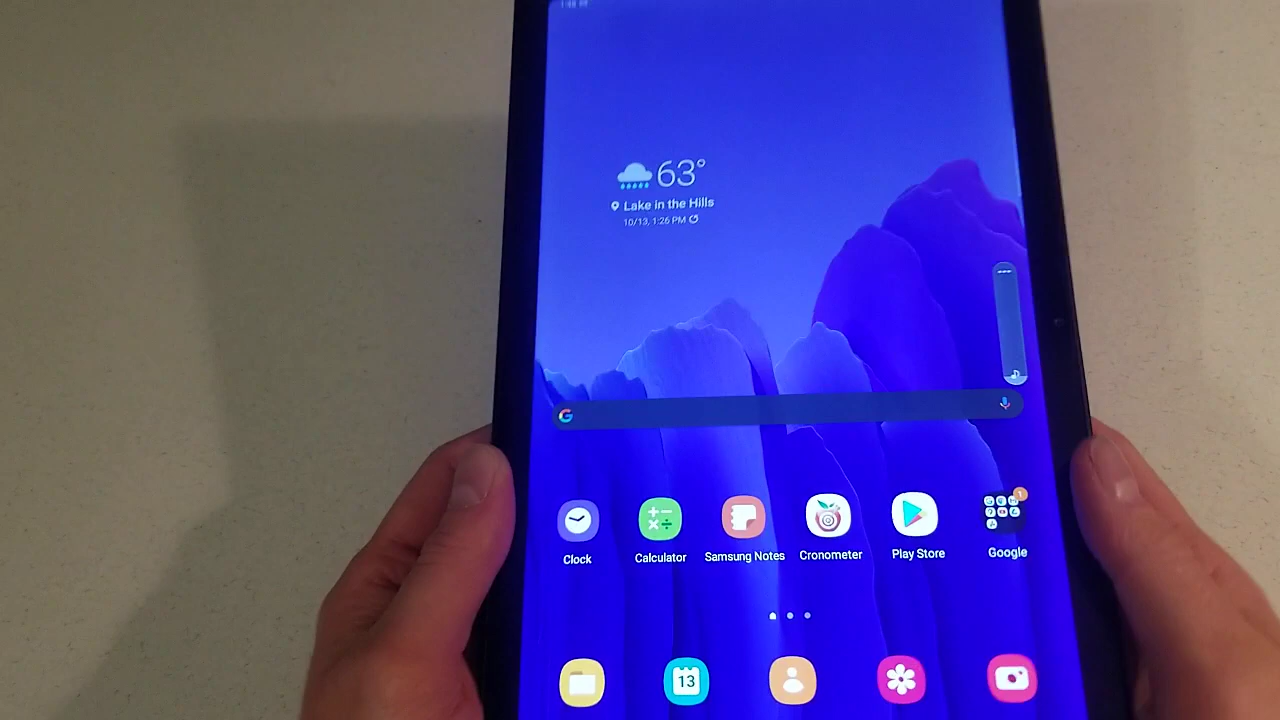 63°
Lake in the Hills
10/13, 1:26 PM
G
Clock
Calculator
Samsung Notes
Cronometer
Play Store
1
Google
13